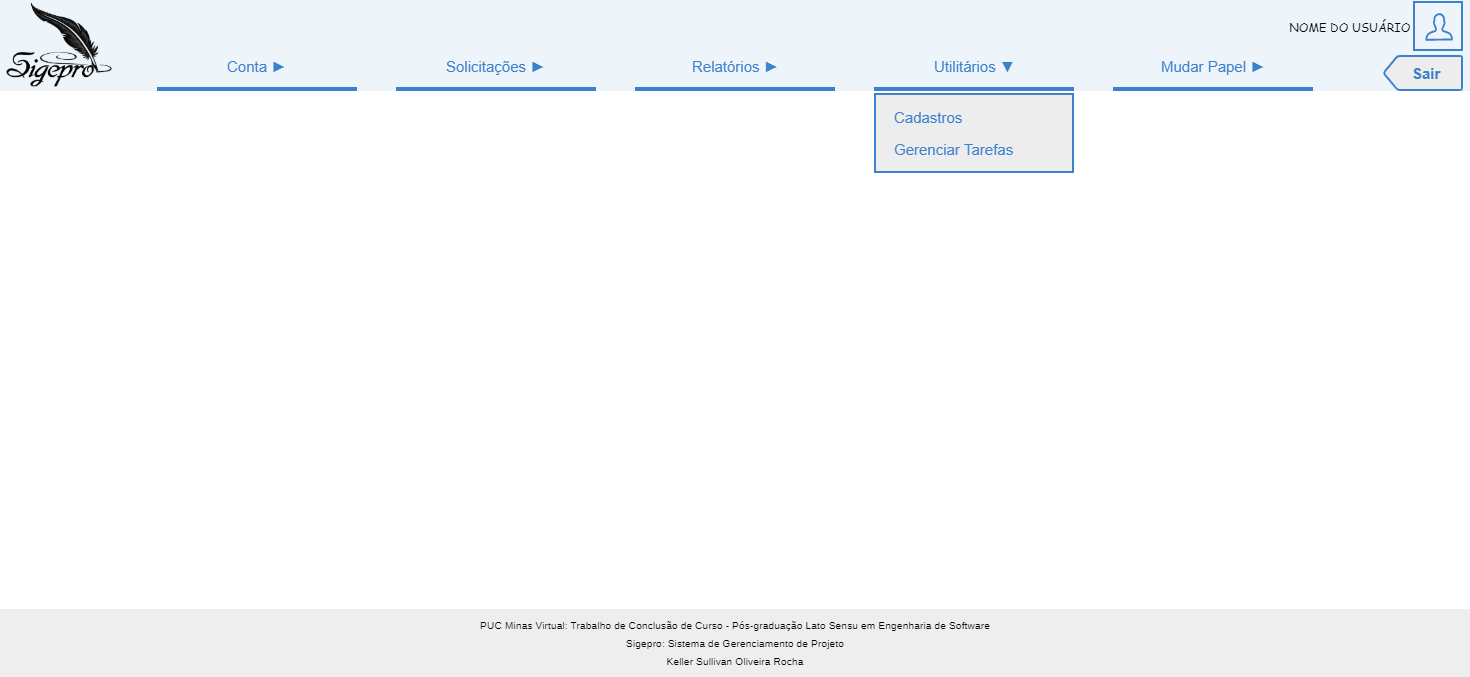 Sigepro
NOME DO USUÁRIO
Conta ►
Solicitações ►
Relatórios ►
Utilitários ▼
Mudar Papel ►
Sair
Cadastros
Gerenciar Tarefas
PUC Minas Virtual: Trabalho de Conclusão de Curso - Pós-graduação Lato Sensu em Engenharia de Software
Sigepro: Sistema de Gerenciamento de Projeto
Keller Sullivan Oliveira Rocha